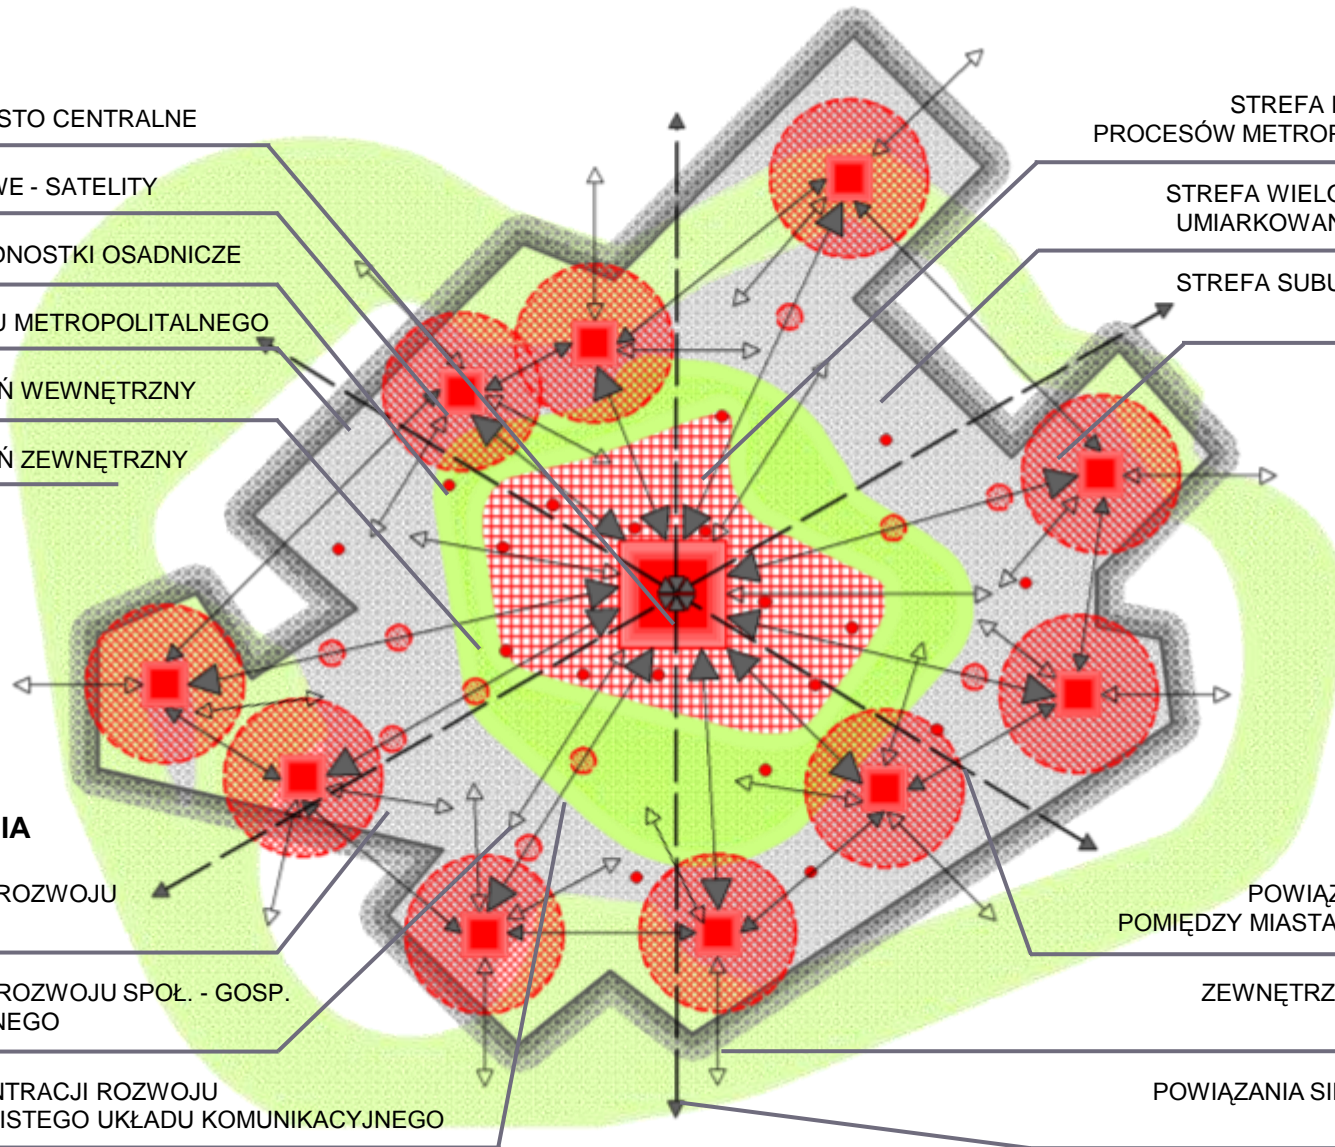 STO CENTRALNE
WE - SATELITY
DNOSTKI OSADNICZE
U METROPOLITALNEGO
Ń WEWNĘTRZNY
Ń ZEWNĘTRZNY
IA
ROZWOJU
ROZWOJU SPOŁ. - GOSP.
NEGO
NTRACJI ROZWOJU
ISTEGO UKŁADU KOMUNIKACYJNEGO
STREFA
PROCESÓW METROP
STREFA WIELO
UMIARKOWAN
STREFA SUBU
POWIĄZ
POMIĘDZY MIASTA
ZEWNĘTRZ
POWIĄZANIA SI